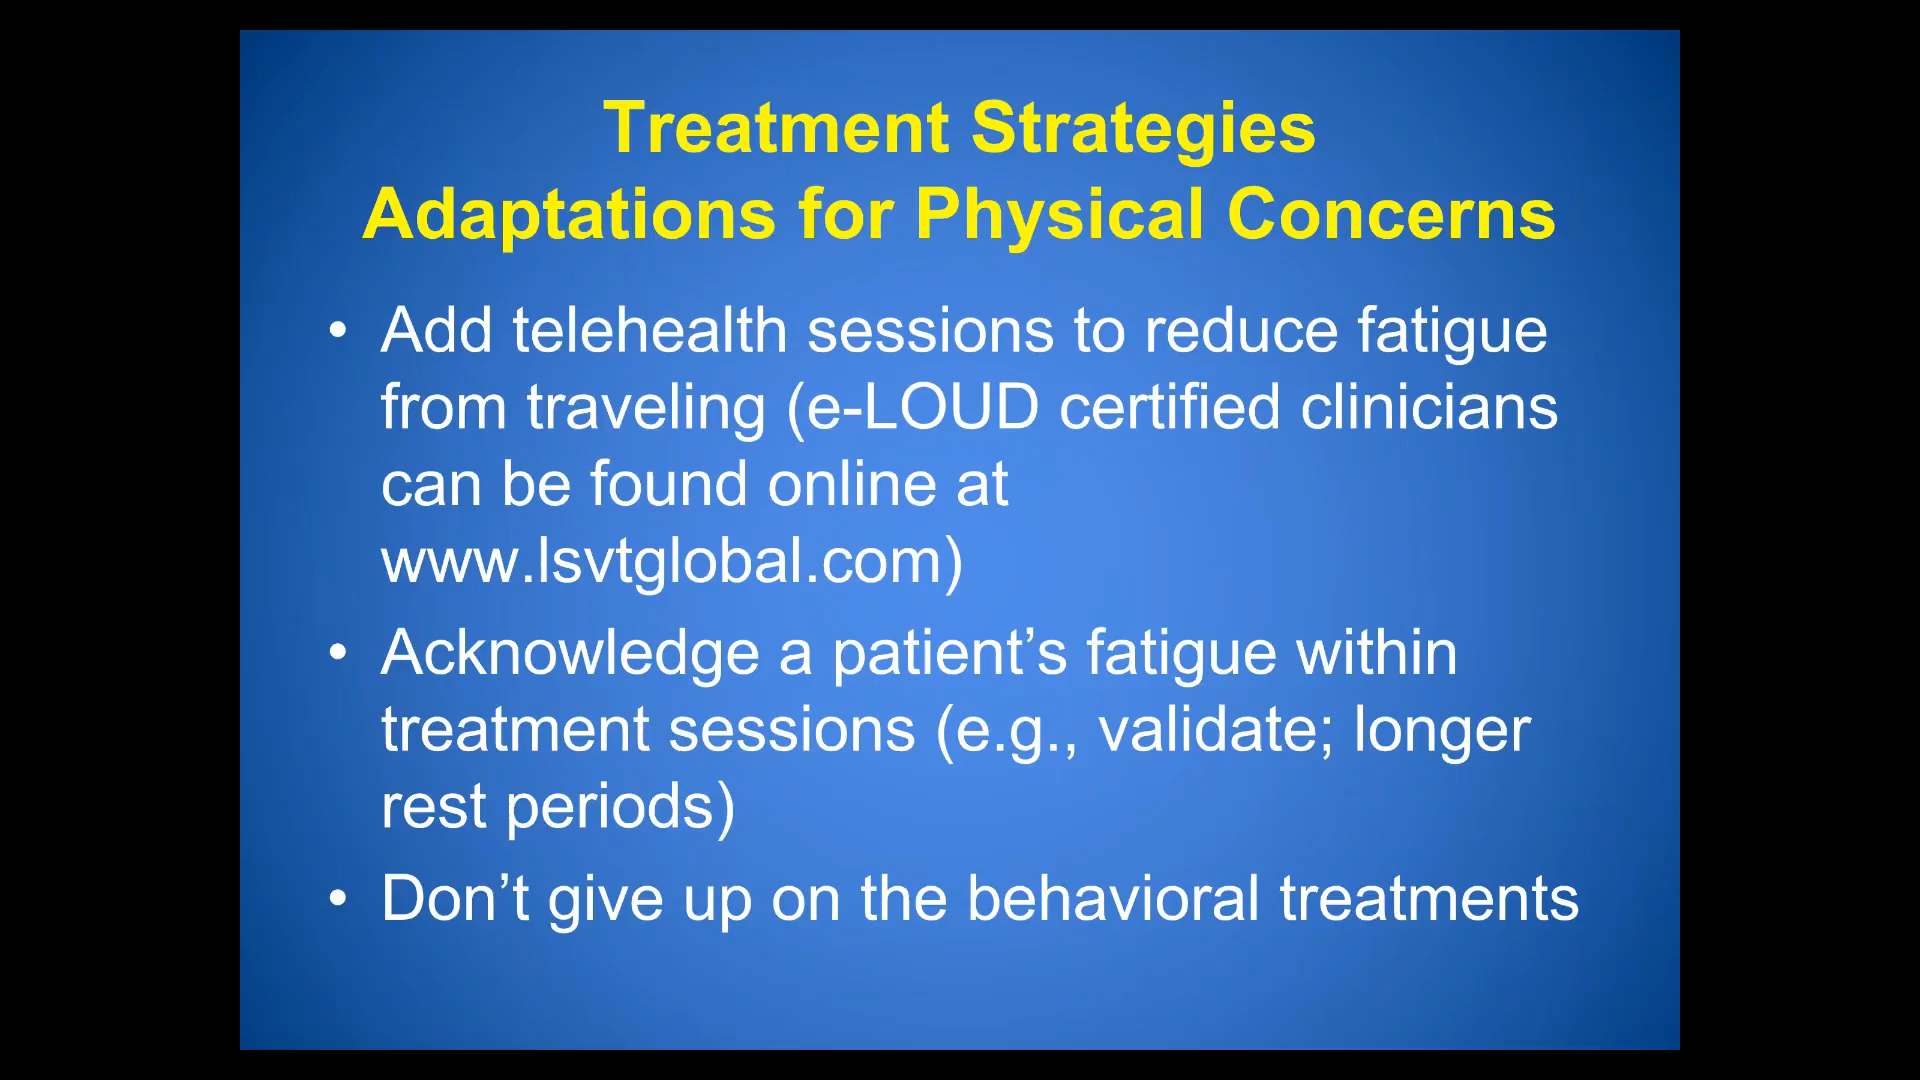 Treatment Strategies
Adaptations for Physical Concerns
• Add telehealth sessions to reduce fatigue
from traveling (e-LOUD certified clinicians
can be found online at
www.lsvtglobal.com)
• Acknowledge a patient’s fatigue within
treatment sessions (e.g., validate; longer
rest periods)
• Don’t give up on the behavioral treatments